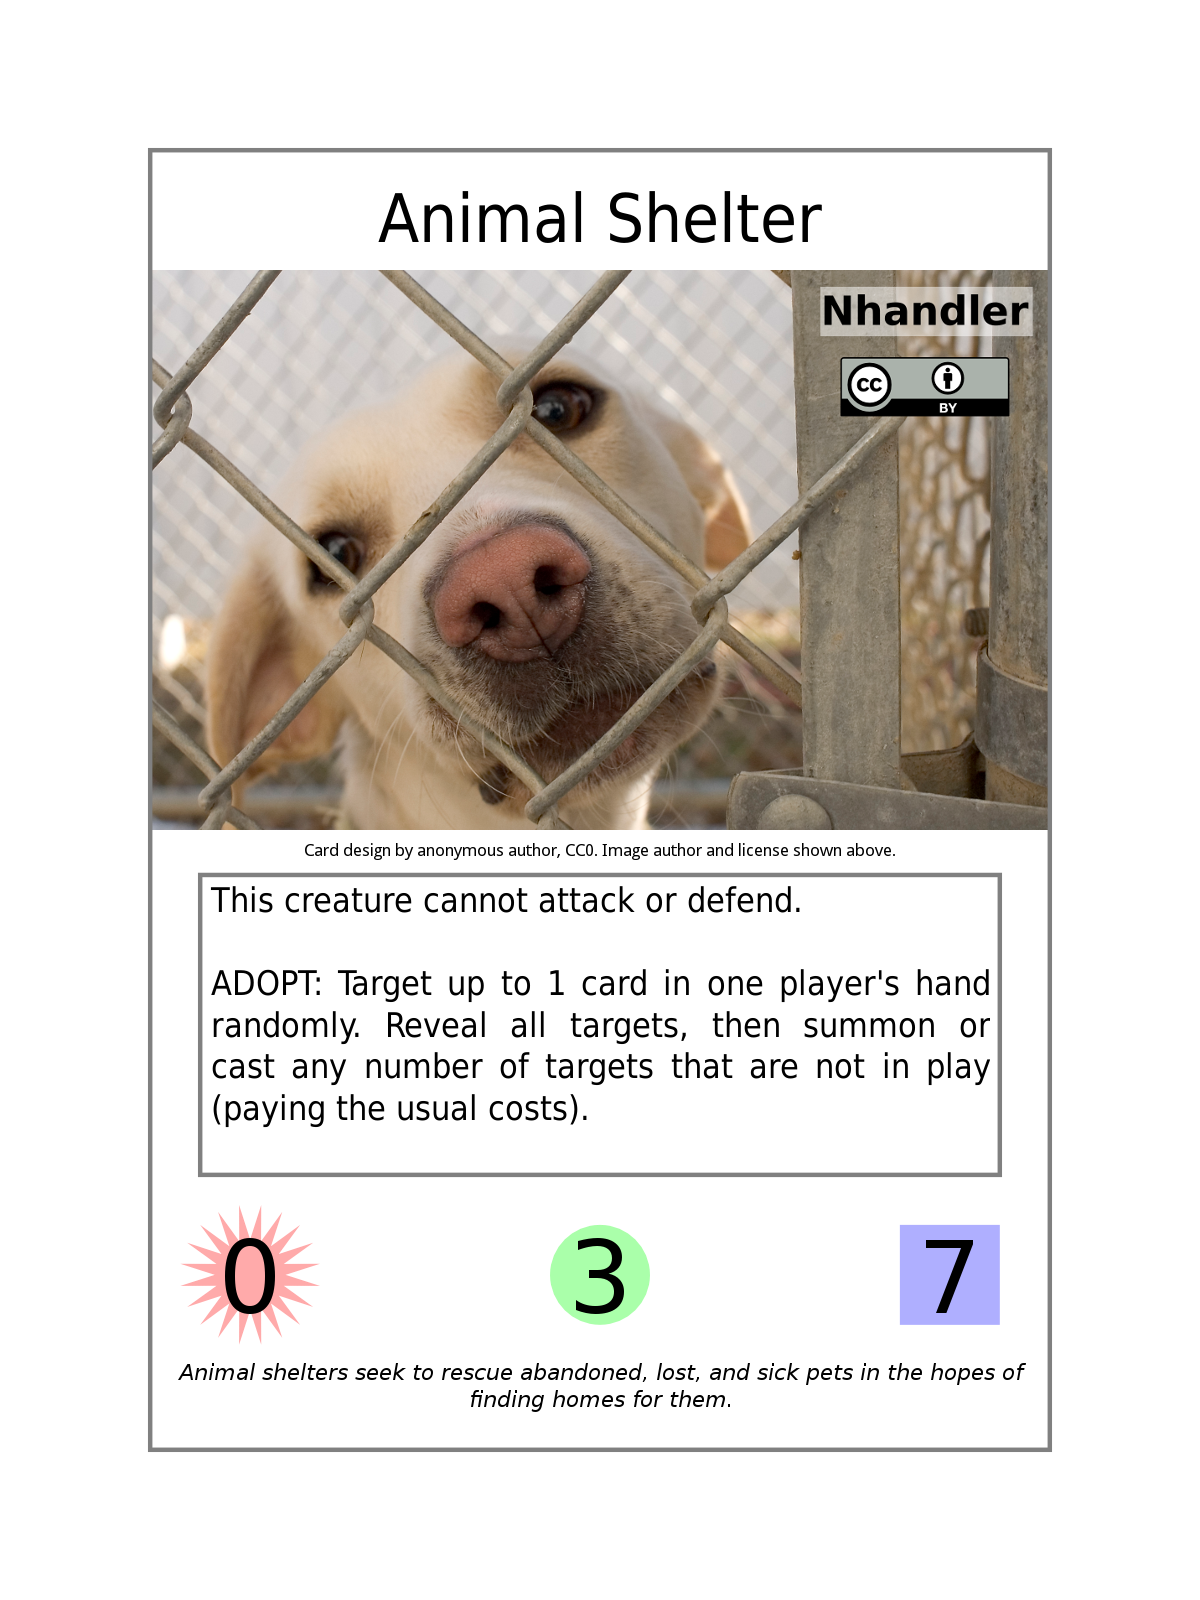 Animal Shelter
Nhandler
cc
BY
Card design by anonymous author, CC0. Image author and license shown above.
This creature cannot attack or defend.
ADOPT: Target up to 1 card in one player's hand
randomly. Reveal all targets, then summon or
cast any number of targets that are not in play
(paying the usual costs).
0
3
7
Animal shelters seek to rescue abandoned, lost, and sick pets in the hopes of
finding homes for them.